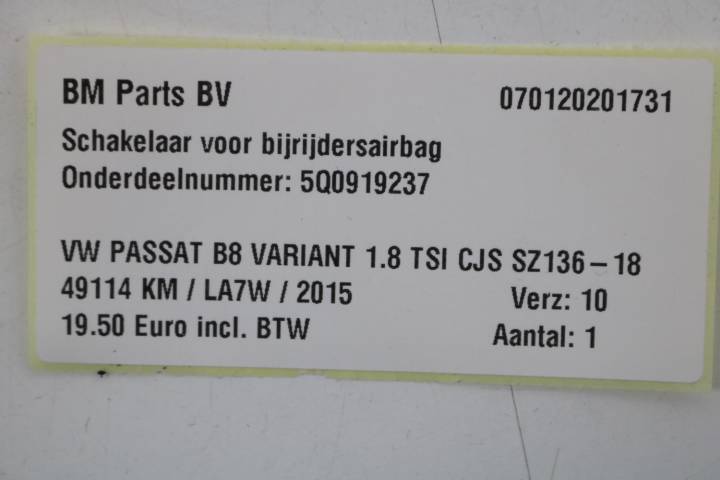 BM Parts BV 070120201731
Schakelaar voor bijrijdersairbag
Onderdeelnummer: 5Q0919237
VW PASSAT B8 VARIANT 1.8 TSI CJS SZ136-18
49114 KM / LA7W / 2015 Verz: 10
19.50 Euro incl. BTW Aantal: 1